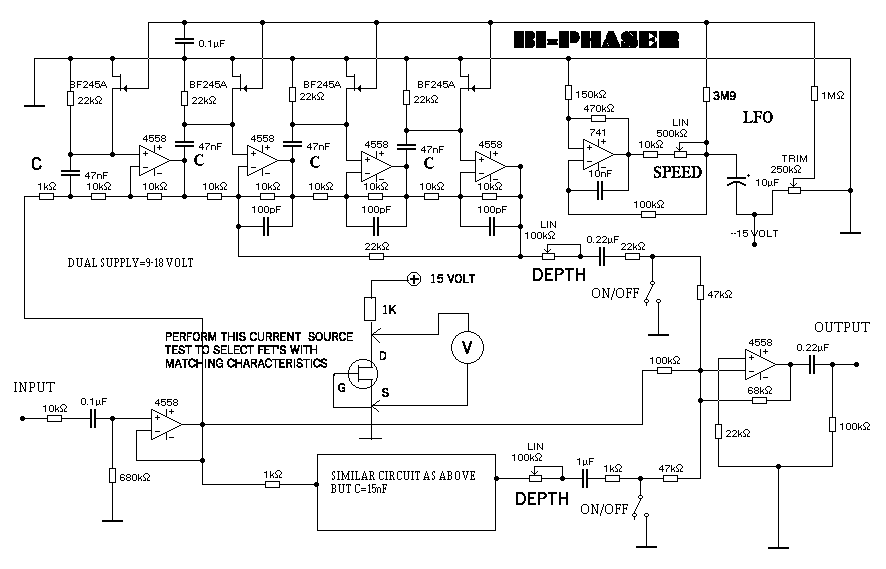 BI-PHASER
0.1µF
BF245A BF245A BF245A BF245A
22kΩ 22kΩ 22kΩ 22kΩ
150kΩ
470kΩ
3M9
1MΩ
LFO
LIN
500kΩ
741
10kΩ
SPEED
10nF
100kΩ
TRIM
250kΩ
10µF
--15 VOLT
4558 4558 4558 4558
47nF 47nF 47nF 47nF
C C C C
1kΩ 10kΩ 10kΩ 10kΩ 10kΩ 10kΩ 10kΩ 10kΩ 10kΩ
100pF 100pF 100pF
22kΩ
LIN
100kΩ
DEPTH
0.22µF
22kΩ
ON/OFF
47kΩ
DUAL SUPPLY=9-18 VOLT
15 VOLT
1K
PERFORM THIS CURRENT SOURCE
TEST TO SELECT FET'S WITH
MATCHING CHARACTERISTICS
D
G
S
V
100kΩ
4558
OUTPUT
0.22µF
68kΩ
22kΩ
100kΩ
INPUT
10kΩ
0.1µF
4558
680kΩ
1kΩ
SIMILAR CIRCUIT AS ABOVE
BUT C=15nF
LIN
100kΩ
DEPTH
1µF
1kΩ
47kΩ
ON/OFF